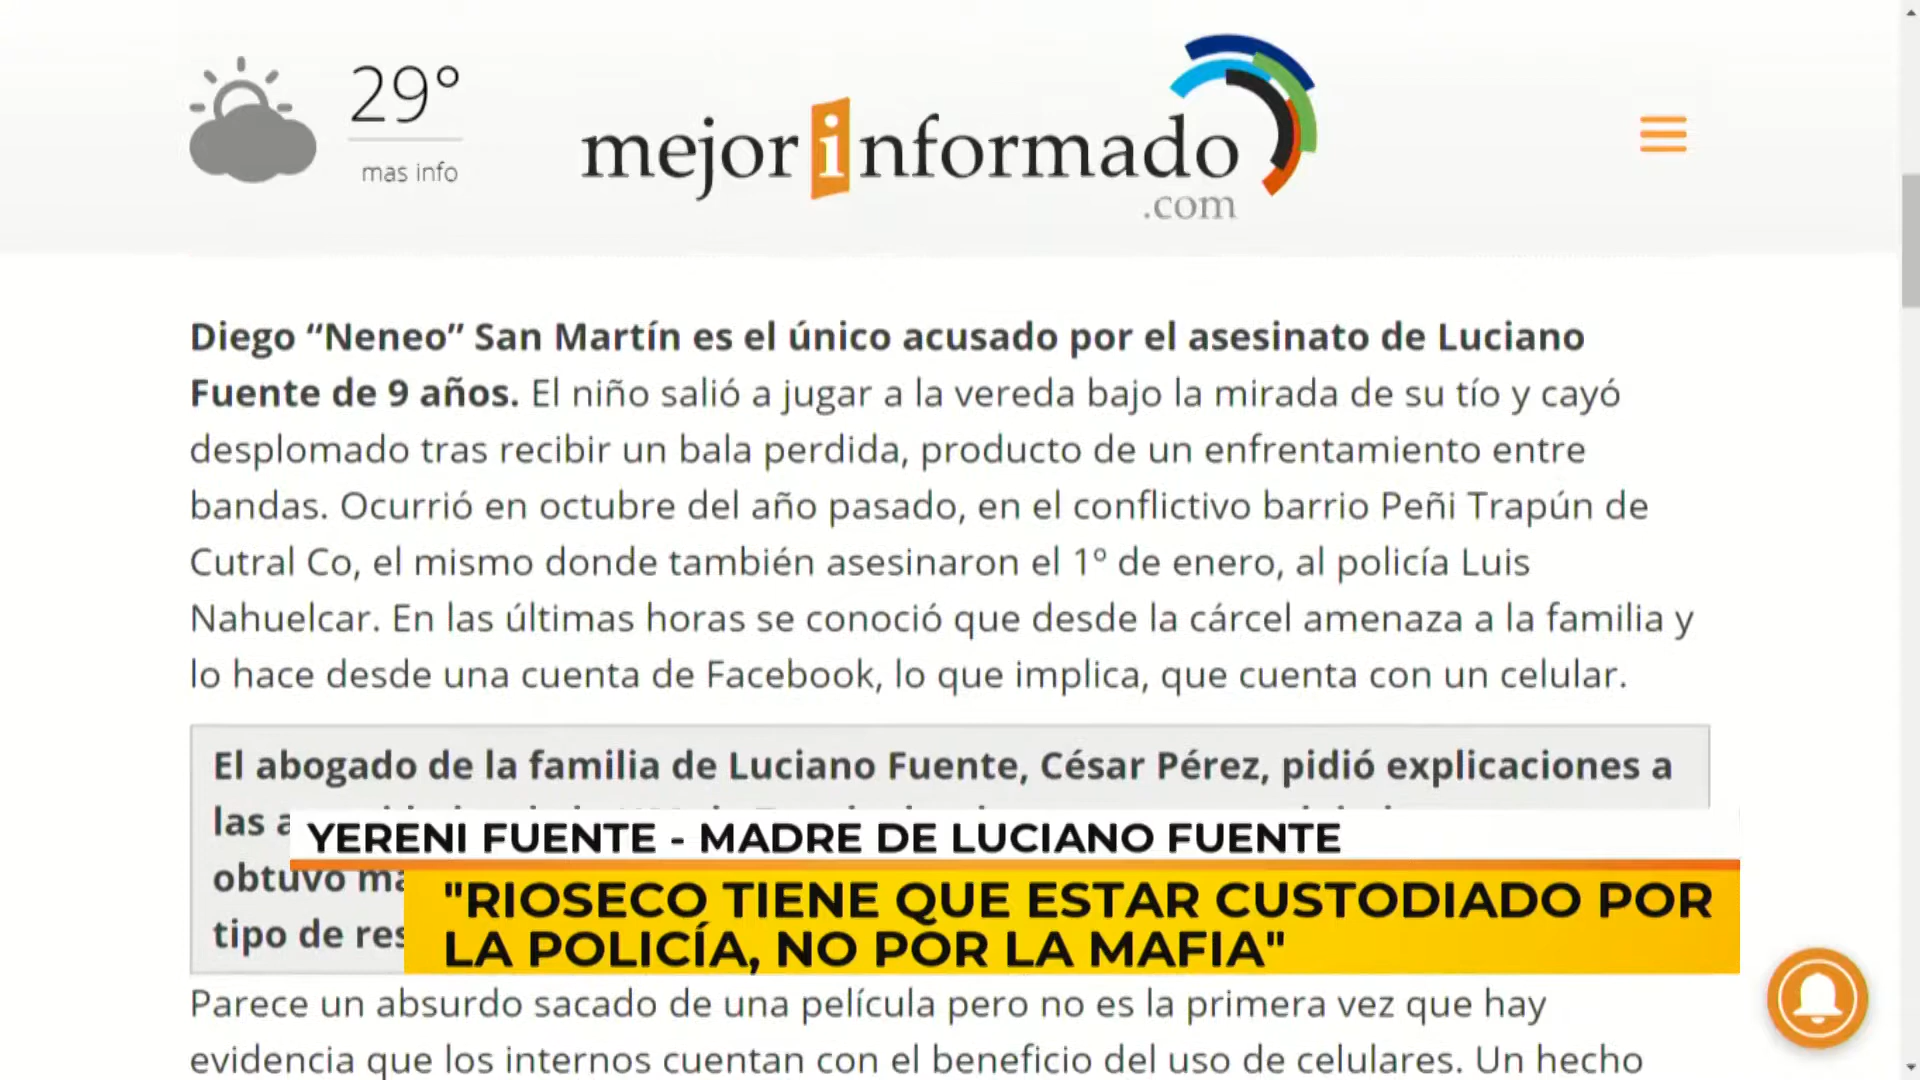 29°
mas info
mejorinformado
.com
Diego “Neneo” San Martín es el único acusado por el asesinato de Luciano
Fuente de 9 años. El niño salió a jugar a la vereda bajo la mirada de su tío y cayó
desplomado tras recibir un bala perdida, producto de un enfrentamiento entre
bandas. Ocurrió en octubre del año pasado, en el conflictivo barrio Peñi Trapún de
Cutral Co, el mismo donde también asesinaron el 1º de enero, al policía Luis
Nahuelcar. En las últimas horas se conoció que desde la cárcel amenaza a la familia y
lo hace desde una cuenta de Facebook, lo que implica, que cuenta con un celular.
El abogado de la familia de Luciano Fuente, César Pérez, pidió explicaciones a
las
YERENI FUENTE - MADRE DE LUCIANO FUENTE
obtuvo
"RIOSECO TIENE QUE ESTAR CUSTODIADO POR
tipo de
LA POLICÍA, NO POR LA MAFIA"
Parece un absurdo sacado de una película pero no es la primera vez que hay
evidencia que los internos cuentan con el beneficio del uso de celulares. Un hecho